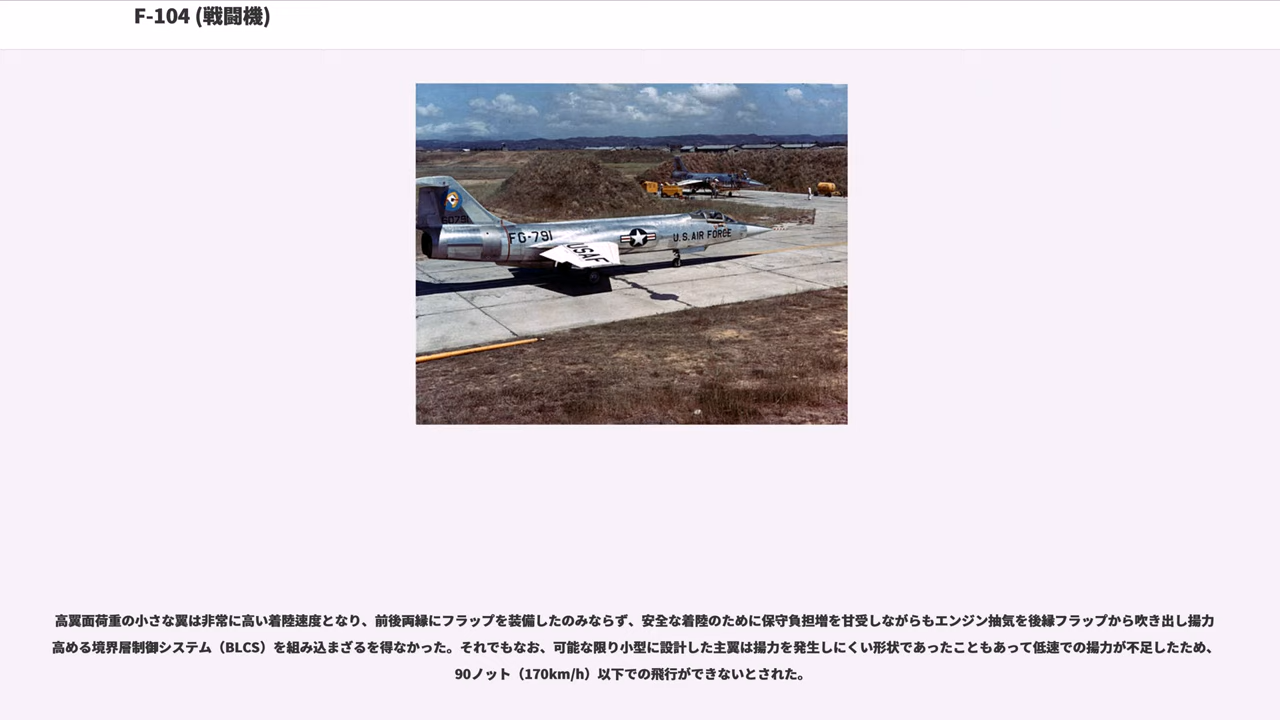 F-104 (戦闘機)
60791
FG-791
USAF
U.S. AIR FORCE
高翼面荷重の小さな翼は非常に高い着陸速度となり、前後両縁にフラップを装備したのみならず、安全な着陸のために保守負担増を甘受しながらもエンジン抽気を後縁フラップから吹き出し揚力
高める境界層制御システム（BLCS）を組み込まざるを得なかった。それでもなお、可能な限り小型に設計した主翼は揚力を発生しにくい形状であったこともあって低速での揚力が不足したため、
90ノット（170km/h）以下での飛行ができないとされた。